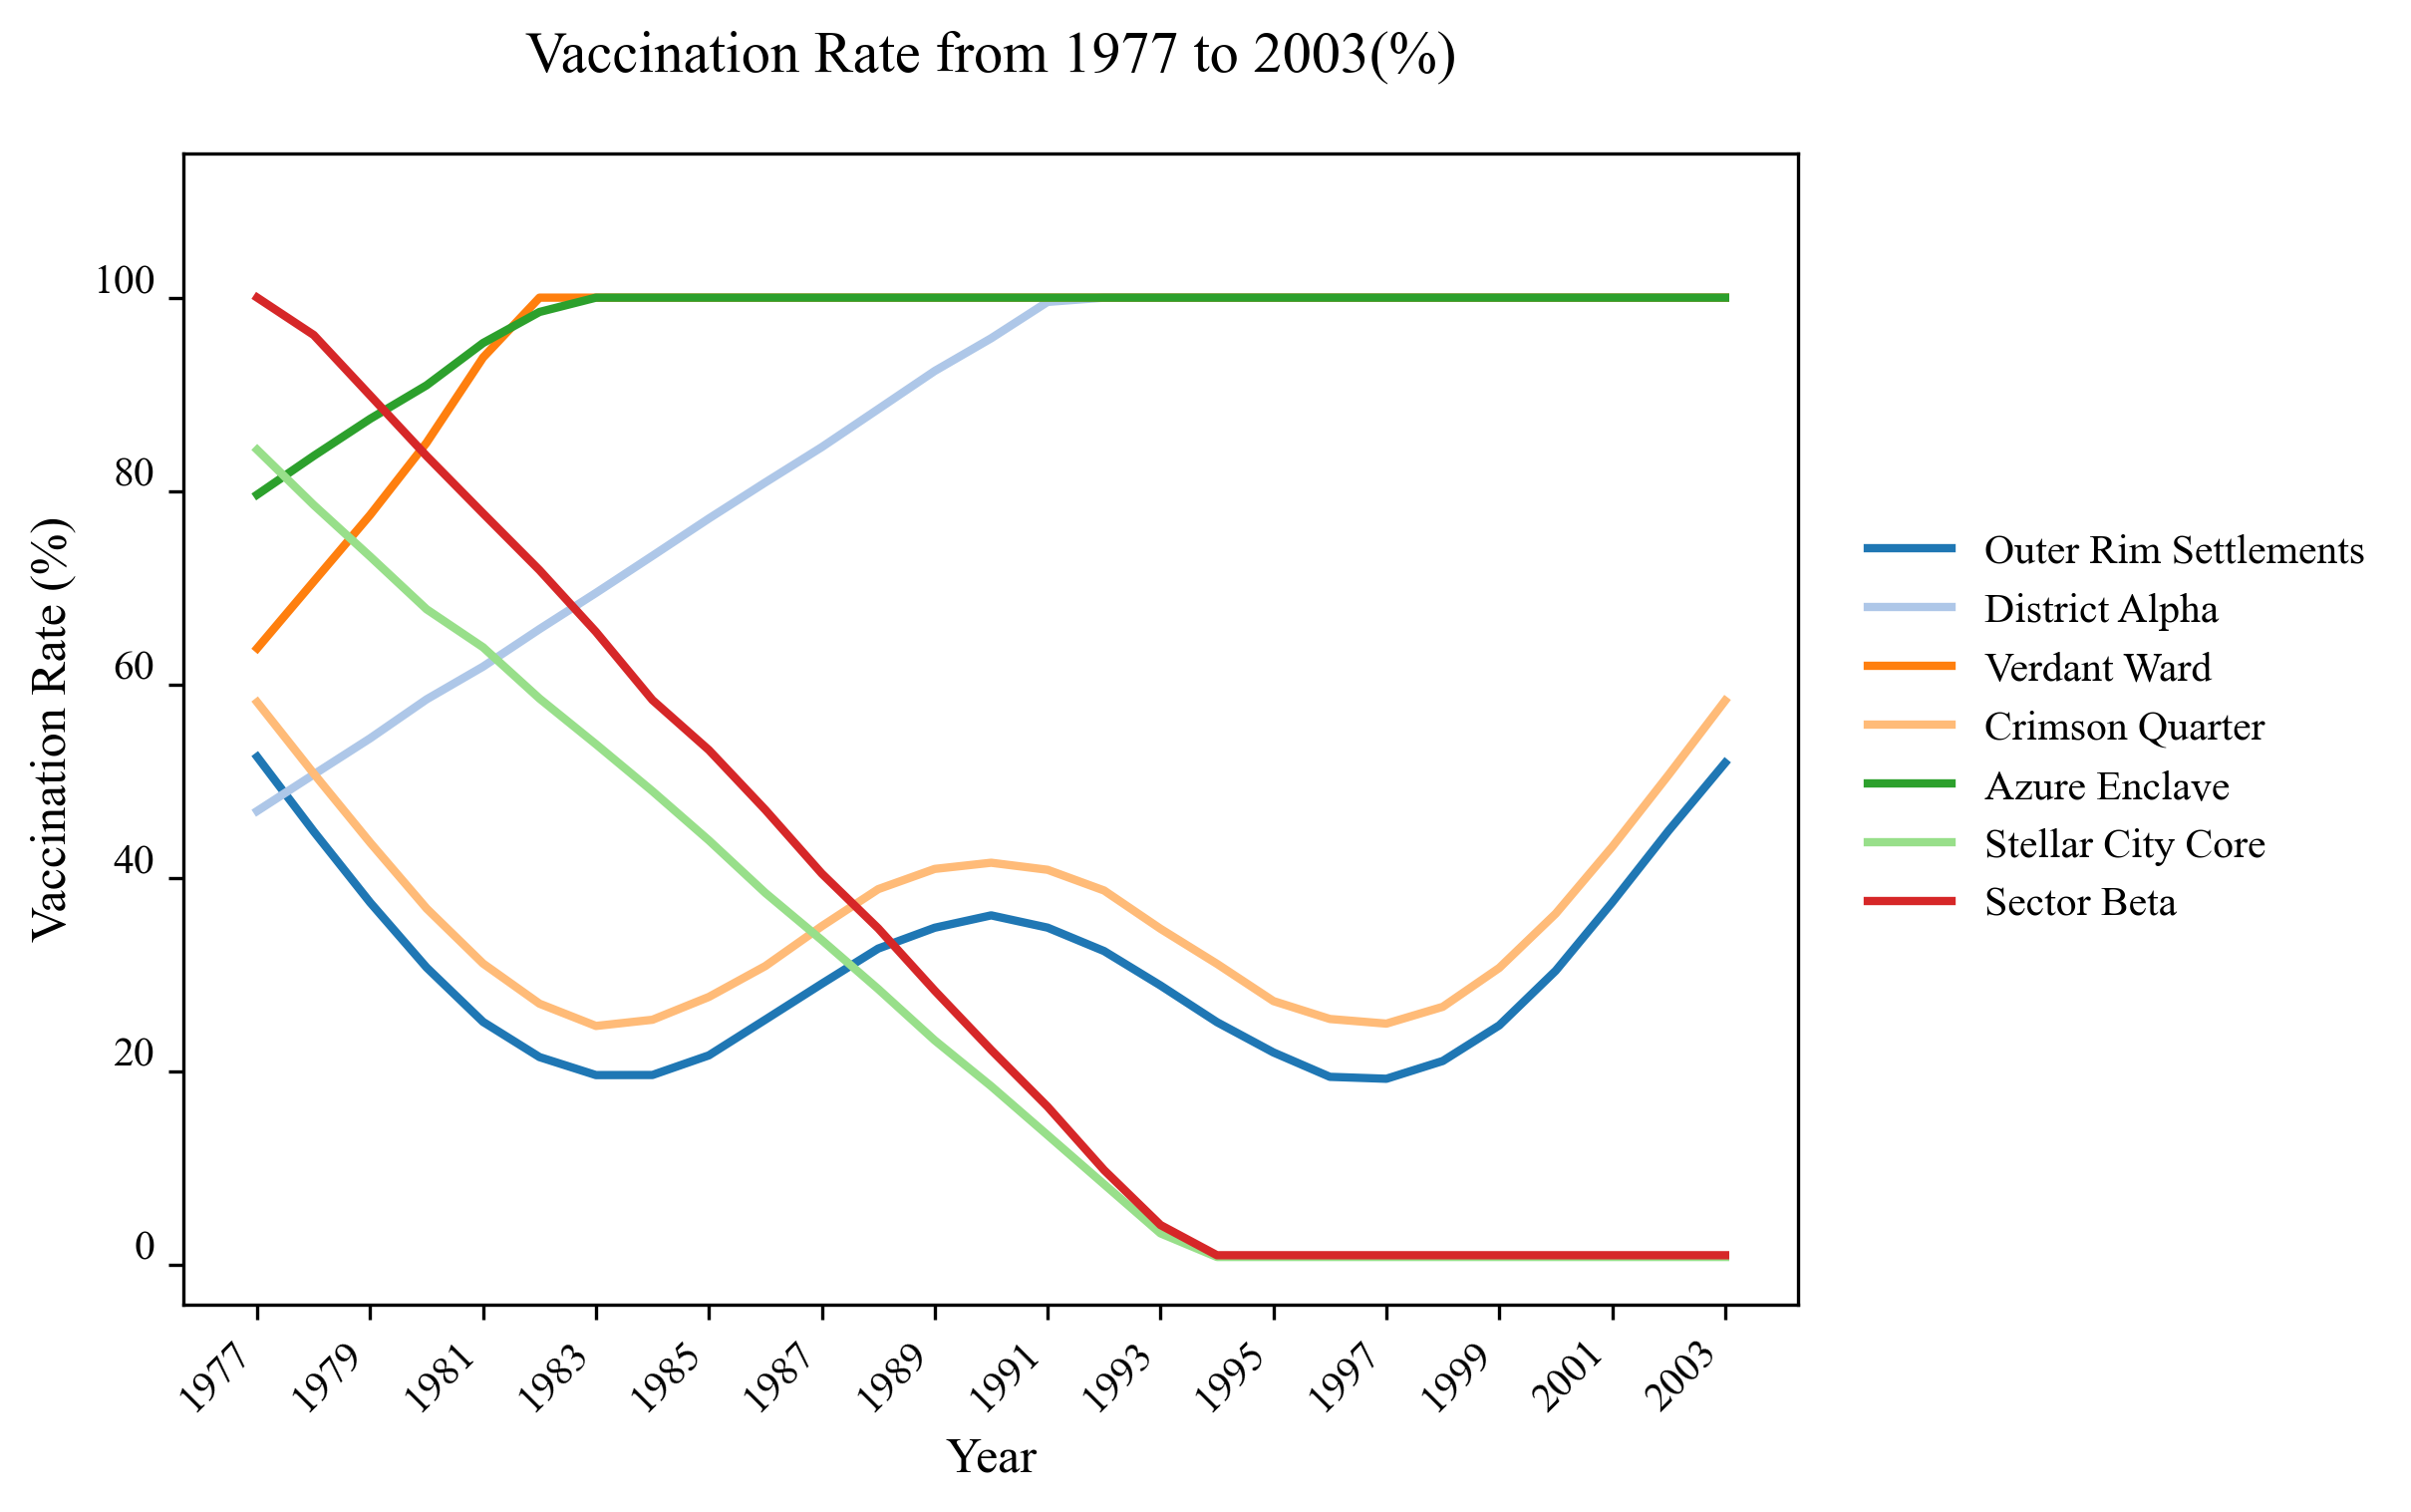 Vaccination Rate from 1977 to 2003(%)
Vaccination Rate (%)
100
80
60
40
20
0
1977
1979
1981
1983
1985
1987
1989
1991
1993
1995
1997
1999
2001
2003
Year
Outer Rim Settlements
District Alpha
Verdant Ward
Crimson Quarter
Azure Enclave
Stellar City Core
Sector Beta